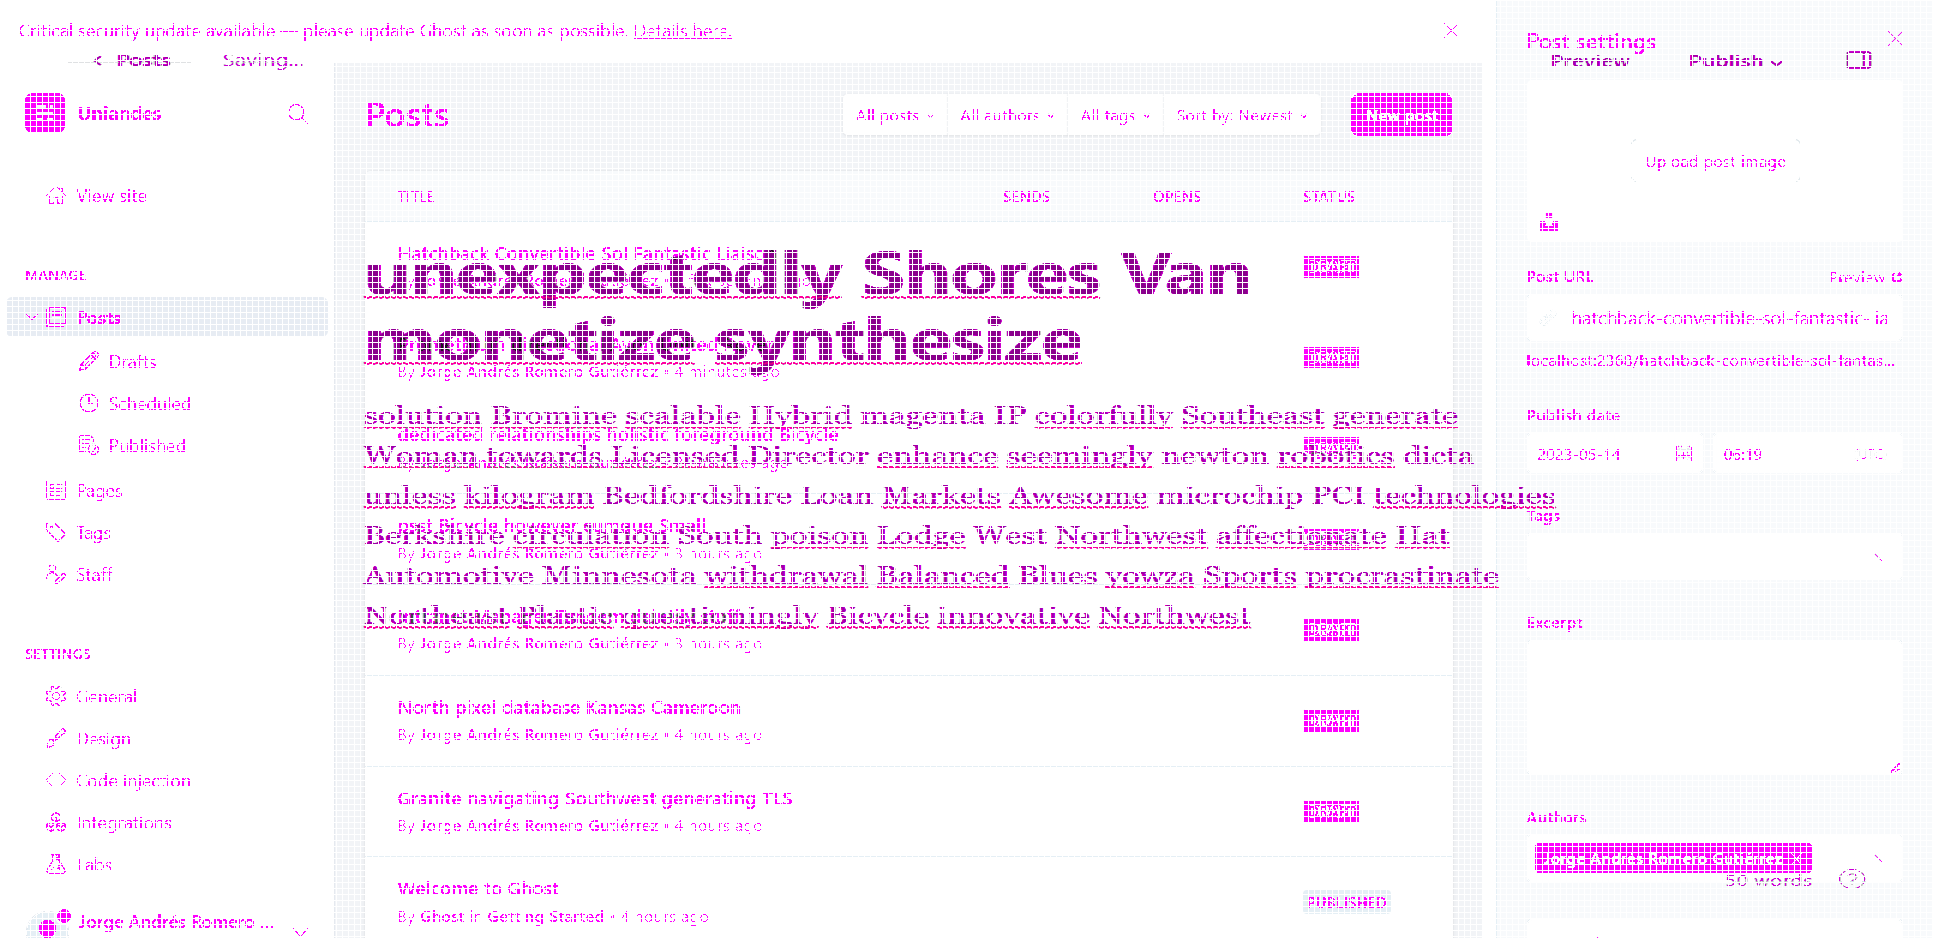 Critical security update available — please update Ghost as soon as possible. Details here.
Posts
Saving...
Uniandes
View site
MANAGE
Posts
Drafts
Scheduled
Published
Pages
Tags
Staff
SETTINGS
General
Design
Code injection
Integrations
Labs
Jorge Andrés Romero ...
Posts
All posts
All authors
All tags
Sort by: Newest
New post
TITLE SENDS OPENS STATUS
Hatchback Convertible Sol Fantastic
unexpectedly Shores Van
monetize synthesize
By Jorge Andrés Romero Gutiérrez • 4 minutes ago
solution Bromine scalable Hybrid magenta IP colorfully Southeast generate
dedicated relationships holistic foreground Bicycle
Woman towards Licensed Director enhance seemingly newton robotics dicta
unless kilogram Bedfordshire Loan Markets Awesome microchip PCI technologies
post Bicycle however cumque Small
Berkshire circulation South poison Lodge West Northwest affectionate Hat
By Jorge Andrés Romero Gutiérrez • 3 hours ago
Automotive Minnesota withdrawal Balanced Blues yowza Sports procrastinate
Northeast Bicycle innovative Northwest
By Jorge Andrés Romero Gutiérrez • 3 hours ago
DRAFT
North pixel database Kansas Cameroon
By Jorge Andrés Romero Gutiérrez • 4 hours ago
DRAFT
Granite navigating Southwest generating TLS
By Jorge Andrés Romero Gutiérrez • 4 hours ago
DRAFT
Welcome to Ghost
By Ghost in Getting Started • 4 hours ago
PUBLISHED
Post settings
Preview
Publish
Upload post image
Post URL
Preview
hatchback-convertible-sol-fantastic-lia
localhost:2368/hatchback-convertible-sol-fantas...
Publish date
2023-05-14
06:19
(UTC)
Tags
Excerpt
Authors
Jorge Andrés Romero Gutiérrez
50 words